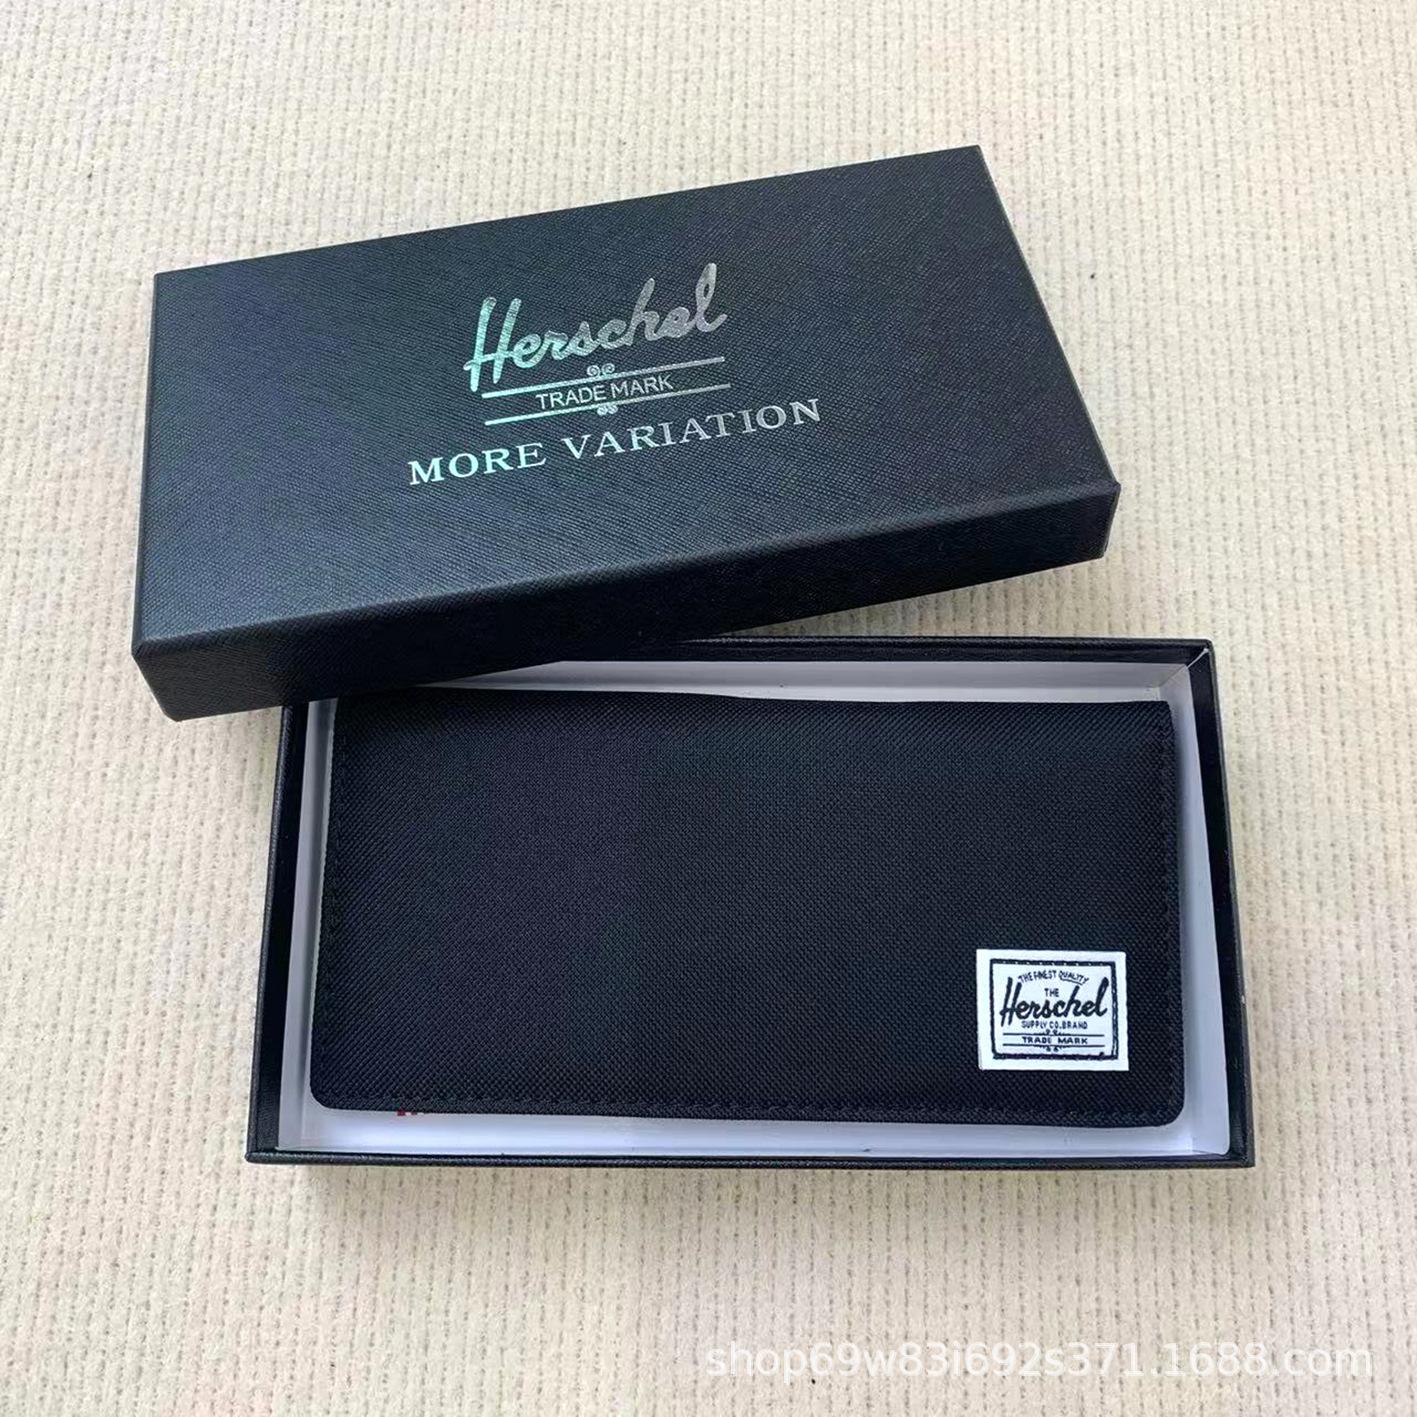 Herschel
TRADE MARK
MORE VARIATION
THE FINEST QUALITY
THE
Herschel
SUPPLY CO.BRAND
TRADE MARK
shop69w83i692s371.1688.com